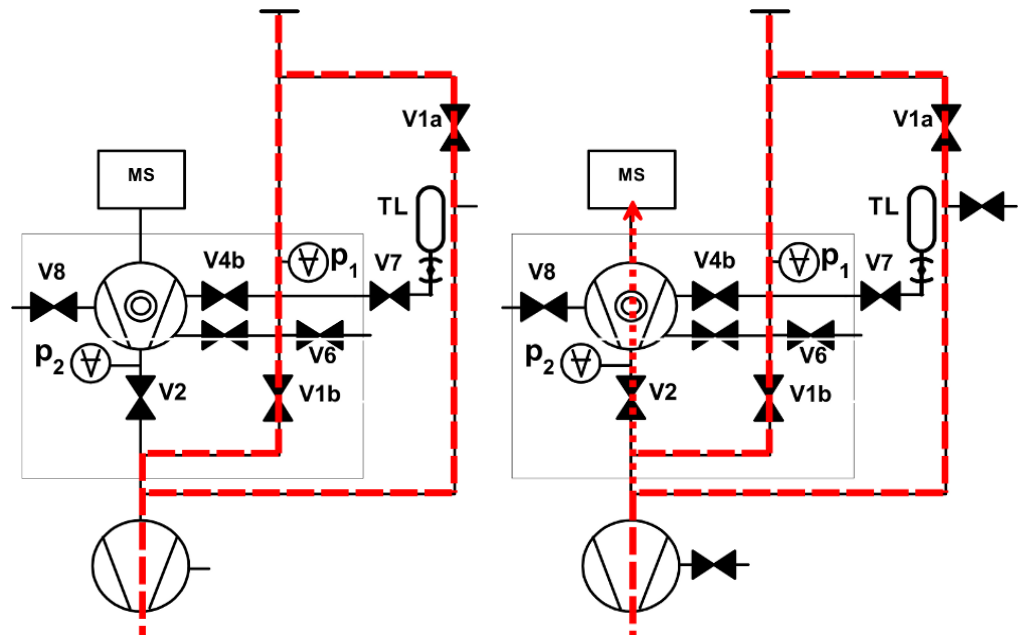 V1a V1a
MS MS
TL TL
V8 V4b p1 V7 V8 V4b p1 V7
p2 V6 p2 V6
V2 V1b V2 V1b